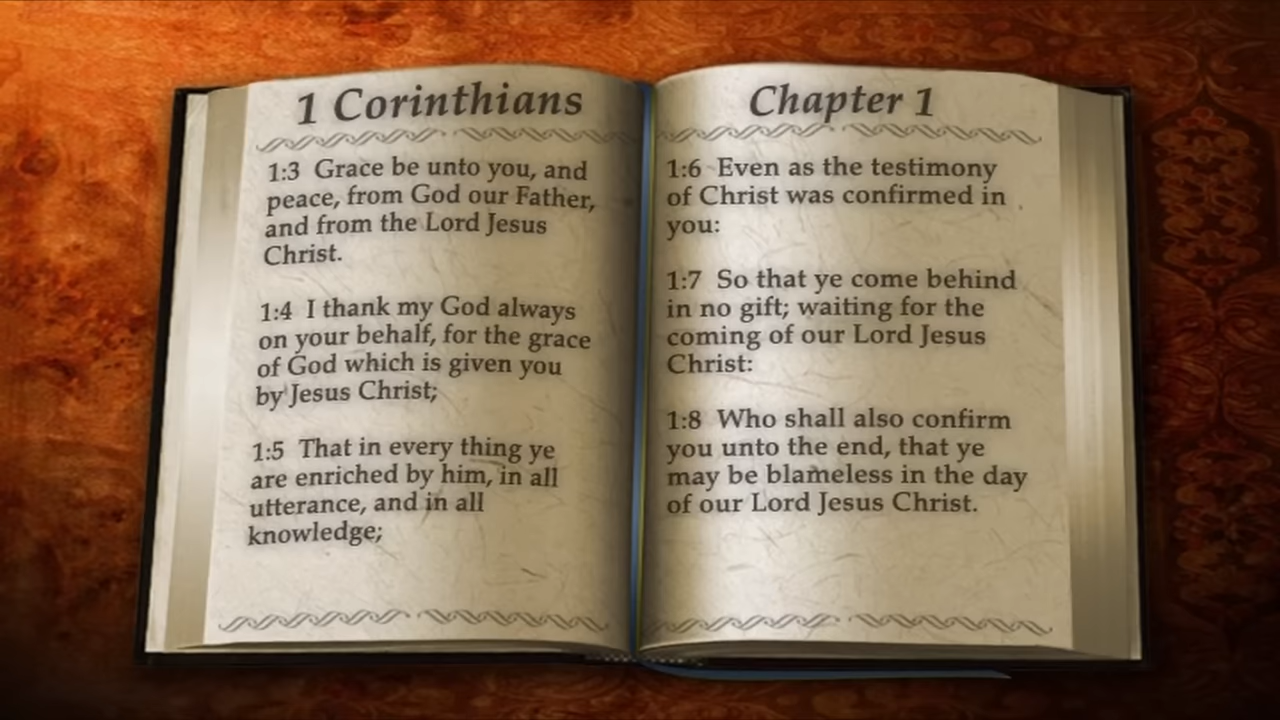 1 Corinthians
1:3 Grace be unto you, and
peace, from God our Father,
and from the Lord Jesus
Christ.
1:4 I thank my God always
on your behalf, for the grace
of God which is given you
by Jesus Christ;
1:5 That in every thing ye
are enriched by him, in all
utterance, and in all
knowledge;
Chapter 1
1:6 Even as the testimony
of Christ was confirmed in
you:
1:7 So that ye come behind
in no gift; waiting for the
coming of our Lord Jesus
Christ:
1:8 Who shall also confirm
you unto the end, that ye
may be blameless in the day
of our Lord Jesus Christ.